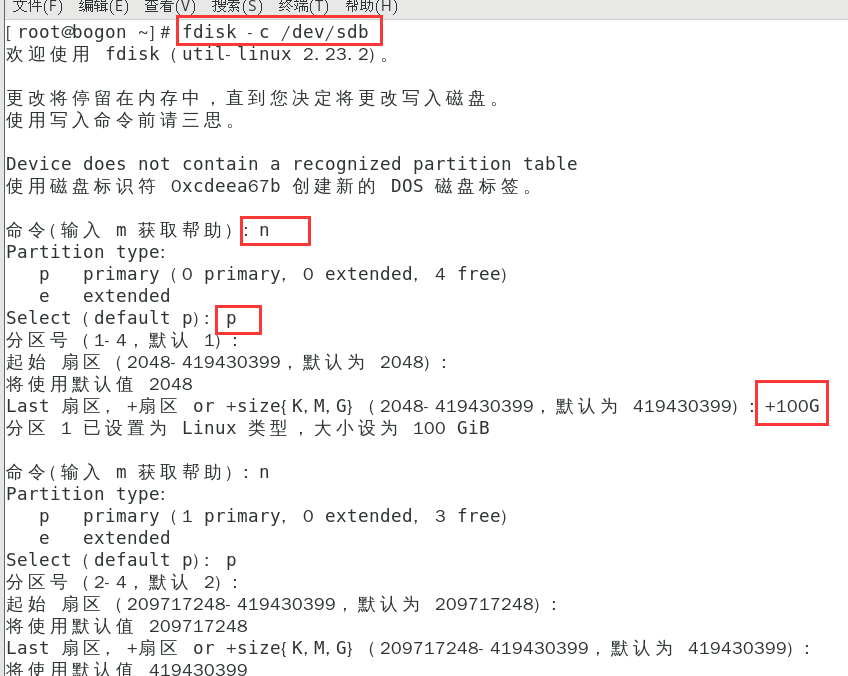 文件(F) 编辑(E) 查看(V) 搜索(S) 终端(T) 帮助(H)
[root@bogon ~]# fdisk -c /dev/sdb
欢迎使用 fdisk (util-linux 2.23.2)。
更改将停留在内存中，直到您决定将更改写入磁盘。
使用写入命令前请三思。
Device does not contain a recognized partition table
使用磁盘标识符 0xcdeea67b 创建新的 DOS 磁盘标签。
命令(输入 m 获取帮助)：n
Partition type:
   p   primary (0 primary, 0 extended, 4 free)
   e   extended
Select (default p): p
分区号 (1-4，默认 1)：
起始 扇区 (2048-419430399，默认为 2048)：
将使用默认值 2048
Last 扇区, +扇区 or +size{K,M,G} (2048-419430399，默认为 419430399)：+100G
分区 1 已设置为 Linux 类型，大小设为 100 GiB
命令(输入 m 获取帮助)：n
Partition type:
   p   primary (1 primary, 0 extended, 3 free)
   e   extended
Select (default p): p
分区号 (2-4，默认 2)：
起始 扇区 (209717248-419430399，默认为 209717248)：
将使用默认值 209717248
Last 扇区, +扇区 or +size{K,M,G} (209717248-419430399，默认为 419430399)：
将使用默认值 419430399